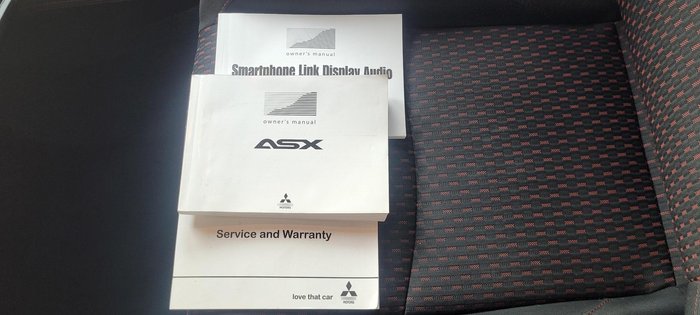 owner's manual
Smartphone Link Display Audio
owner's manual
ASX
MITSUBISHI
MOTORS
Service and Warranty
love that car
MITSUBISHI
MOTORS